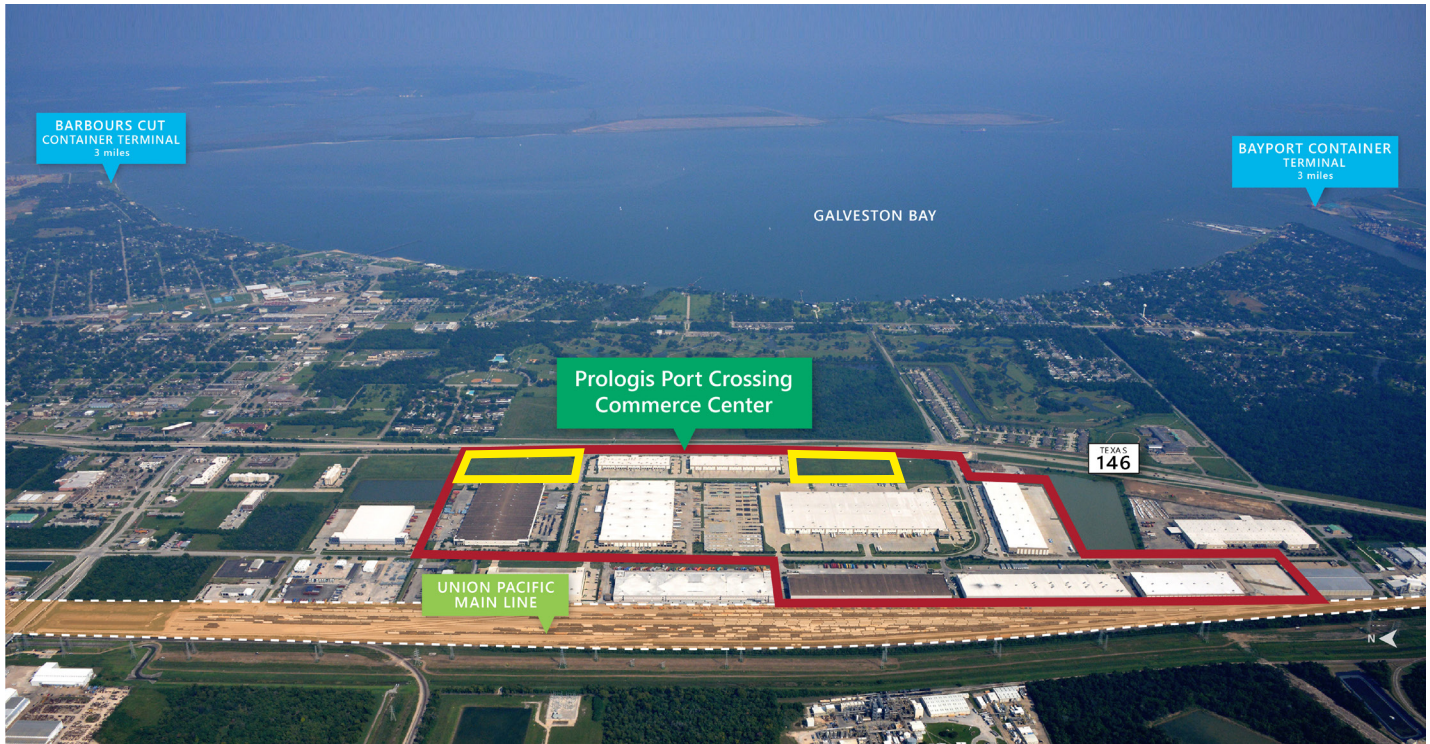 BARBOURS CUT
CONTAINER TERMINAL
3 miles
BAYPORT CONTAINER
TERMINAL
3 miles
GALVESTON BAY
Prologis Port Crossing
Commerce Center
TEXAS
146
UNION PACIFIC
MAIN LINE
N